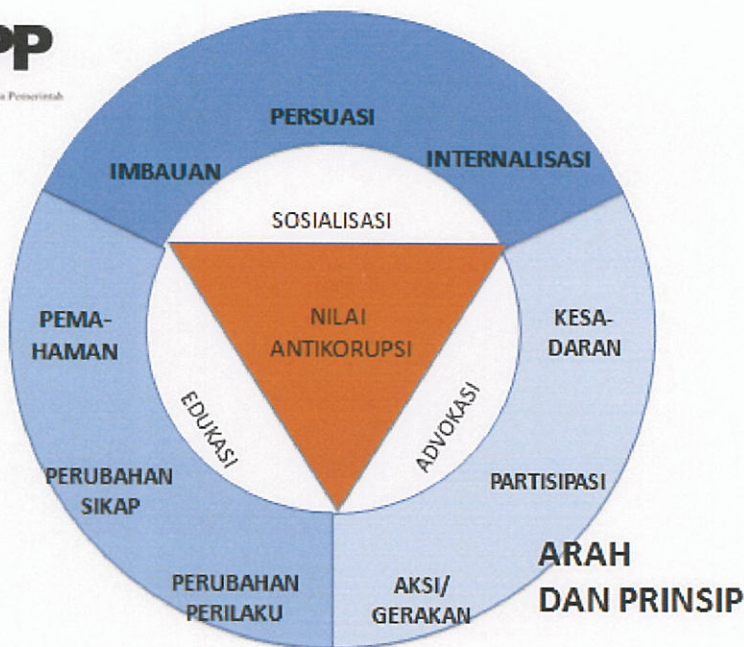 PP
a Pemerintah
PERSUASI
IMBAUAN
INTERNALISASI
SOSIALISASI
PEMA-
HAMAN
NILAI
ANTIKORUPSI
KESA-
DARAN
EDUKASI
ADVOKASI
PERUBAHAN
SIKAP
PARTISIPASI
PERUBAHAN
PERILAKU
AKSI/
GERAKAN
ARAH
DAN PRINSIP